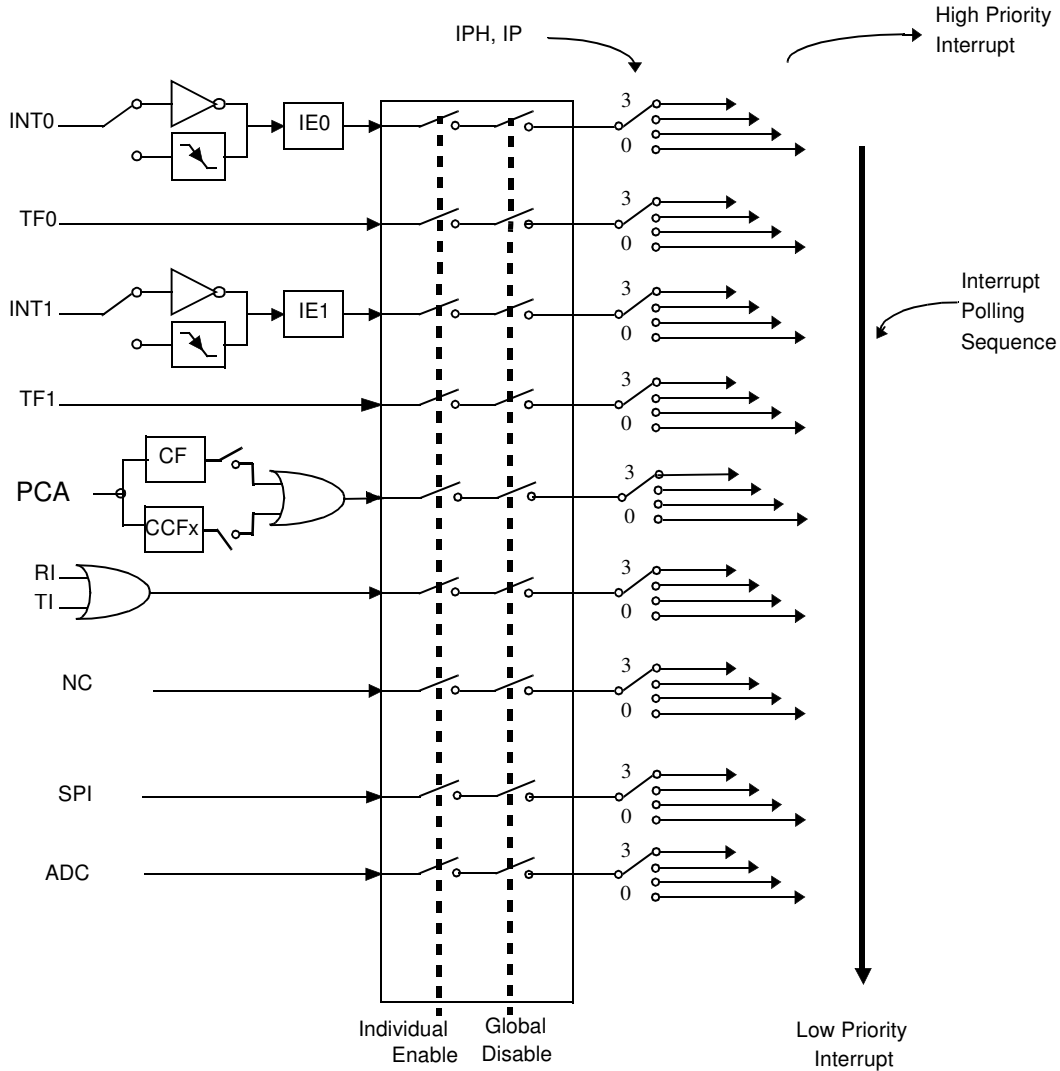 High Priority
Interrupt
IPH, IP
INT0
IE0
3
0
TF0
3
0
INT1
IE1
3
0
Interrupt
Polling
Sequence
TF1
3
0
PCA
CF
CCFx
3
0
RI
TI
3
0
NC
3
0
SPI
3
0
ADC
3
0
Individual
Enable
Global
Disable
Low Priority
Interrupt